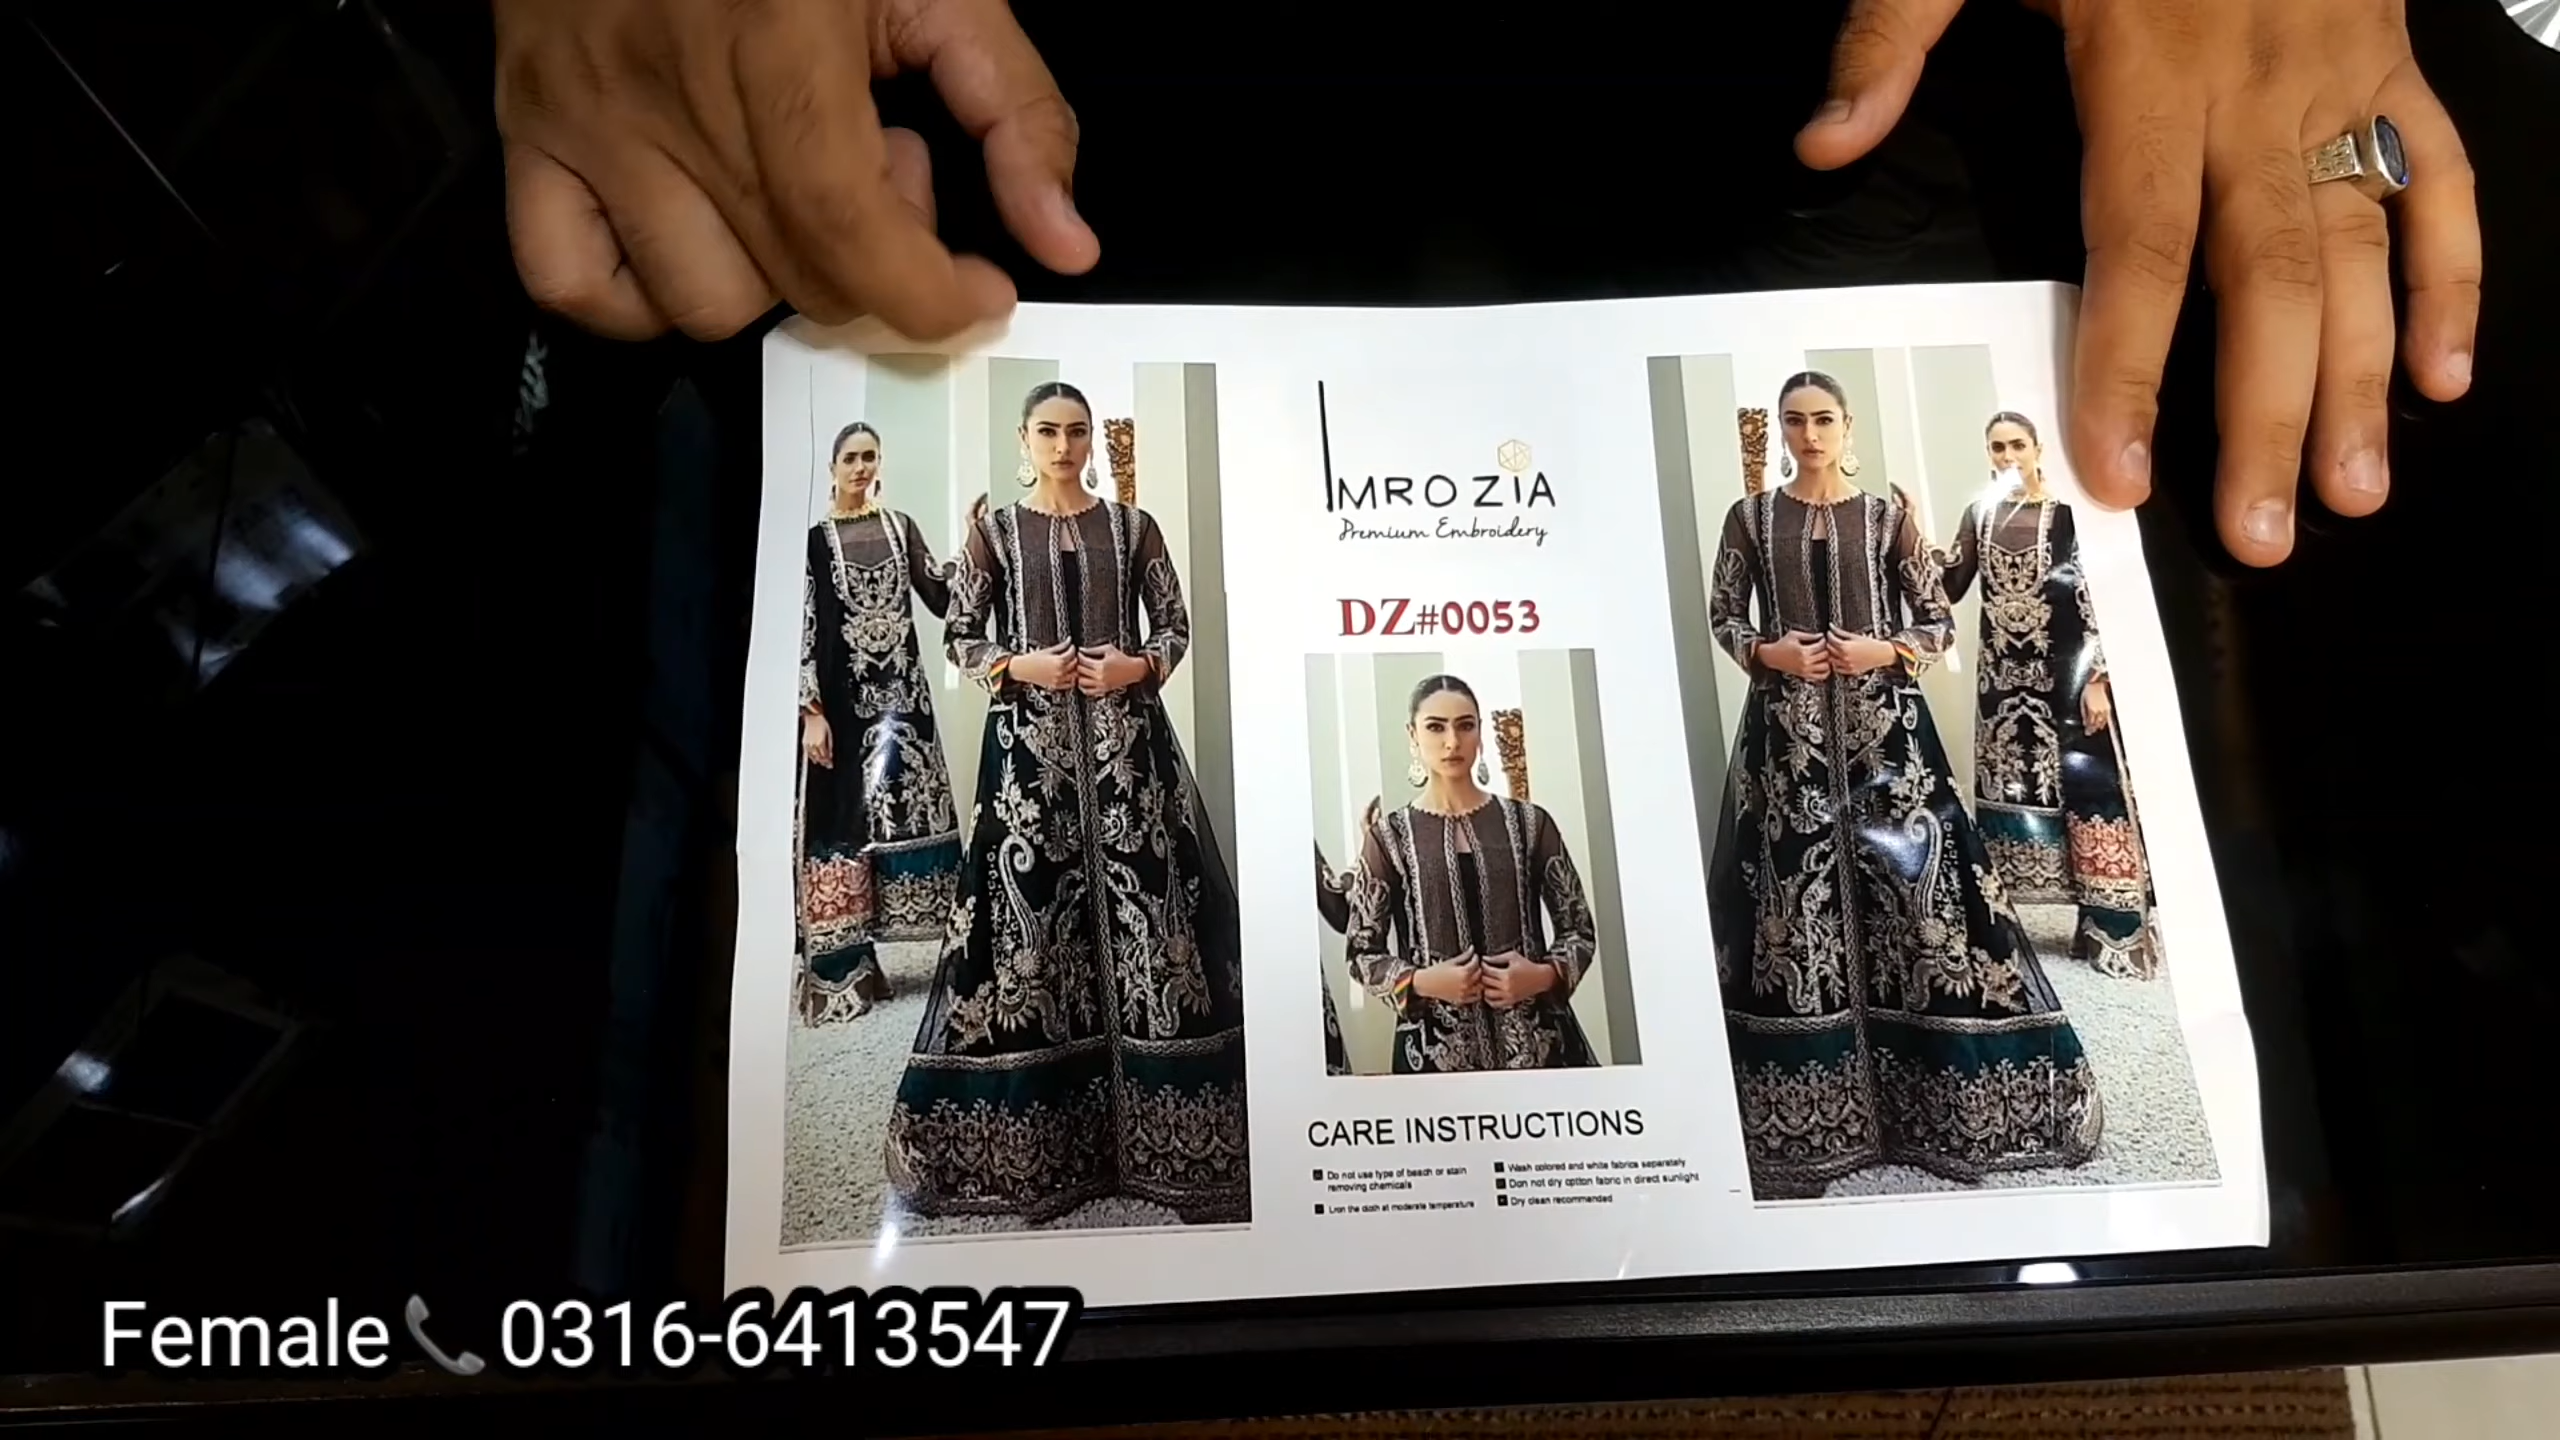 IMROZIA
Premium Embroidery
DZ#0053
CARE INSTRUCTIONS
Do not use type of beach or stain
removing chemicals
Lron the cloth at moderate temperature
Wash colored and white fabrics separately
Don not dry optton fabric in direct sunlight
Dry clean recommended
Female📞0316-6413547